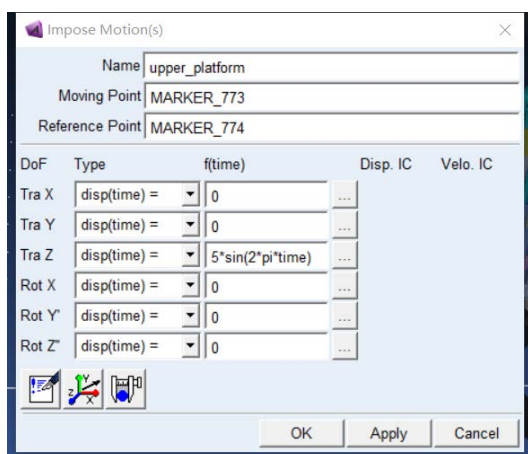 Impose Motion(s)
Name upper_platform
Moving Point MARKER_773
Reference Point MARKER_774
DoF Type f(time) Disp. IC Velo. IC
Tra X disp(time) = 0 ...
Tra Y disp(time) = 0 ...
Tra Z disp(time) = 5*sin(2*pi*time) ...
Rot X disp(time) = 0 ...
Rot Y' disp(time) = 0 ...
Rot Z" disp(time) = 0 ...
Y Z X
OK Apply Cancel